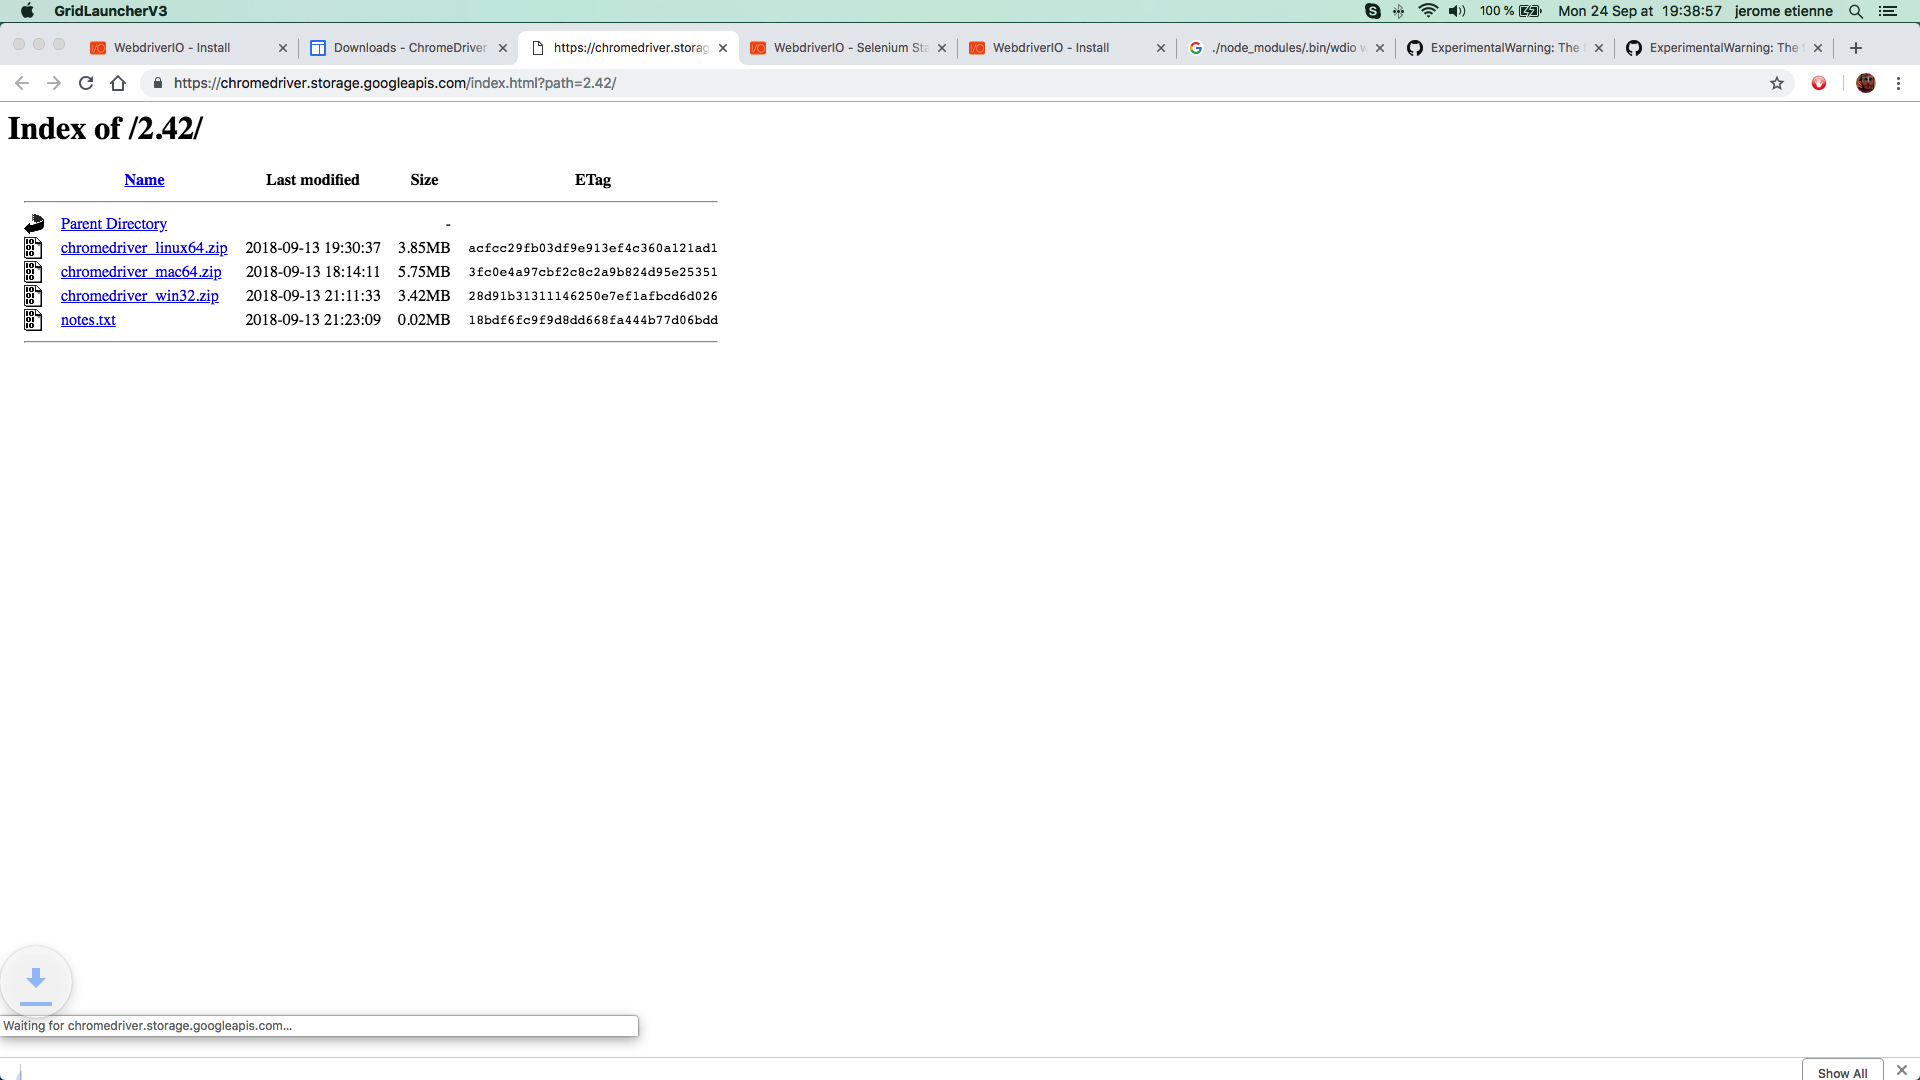 GridLauncherV3
100 %
Mon 24 Sep at 19:38:57
jerome etienne
WebdriverIO - Install
Downloads - ChromeDriver
https://chromedriver.storag
WebdriverIO - Selenium Sta
WebdriverIO - Install
./node_modules/.bin/wdio w
ExperimentalWarning: The
ExperimentalWarning: The
https://chromedriver.storage.googleapis.com/index.html?path=2.42/
Index of /2.42/
Name Last modified Size ETag
Parent Directory -
chromedriver_linux64.zip 2018-09-13 19:30:37 3.85MB acfcc29fb03df9e913ef4c360a121ad1
chromedriver_mac64.zip 2018-09-13 18:14:11 5.75MB 3fc0e4a97cbf2c8c2a9b824d95e25351
chromedriver_win32.zip 2018-09-13 21:11:33 3.42MB 28d91b31311146250e7ef1afbcd6d026
notes.txt 2018-09-13 21:23:09 0.02MB 18bdf6fc9f9d8dd668fa444b77d06bdd
Waiting for chromedriver.storage.googleapis.com...
Show All